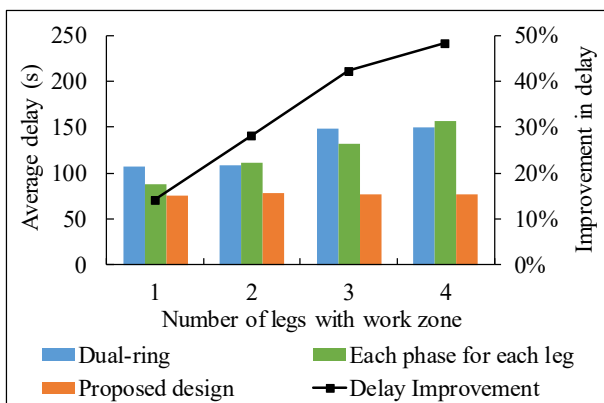 250
200
150
100
50
0
Average delay (s)
50%
40%
30%
20%
10%
0%
Improvement in delay
1 2 3 4
Number of legs with work zone
Dual-ring Each phase for each leg
Proposed design Delay Improvement